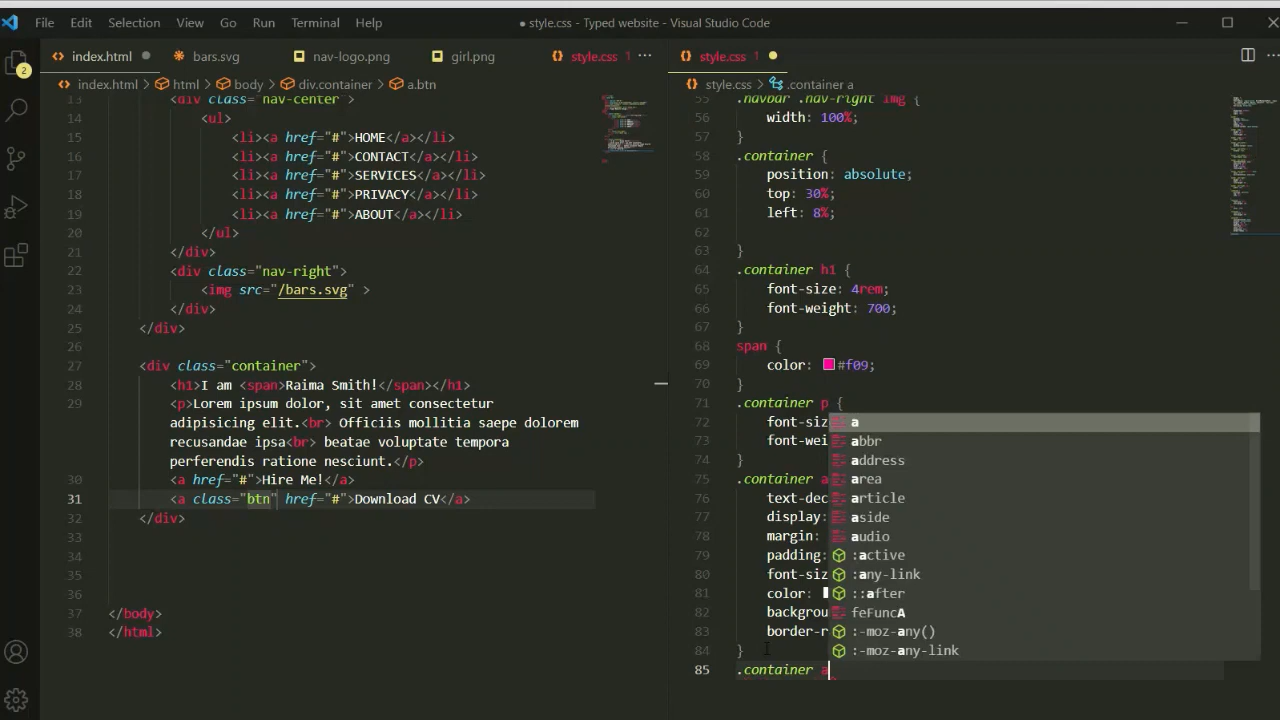 File Edit Selection View Go Run Terminal Help
● style.css - Typed website - Visual Studio Code
2
index.html ●
bars.svg
nav-logo.png
girl.png
style.css 1 ···
index.html > html > body > div.container > a.btn
13 <div class="nav-center">
14 <ul>
15 <li><a href="#">HOME</a></li>
16 <li><a href="#">CONTACT</a></li>
17 <li><a href="#">SERVICES</a></li>
18 <li><a href="#">PRIVACY</a></li>
19 <li><a href="#">ABOUT</a></li>
20 </ul>
21 </div>
22 <div class="nav-right">
23 <img src="/bars.svg" >
24 </div>
25 </div>
26
27 <div class="container">
28 <h1>I am <span>Raima Smith!</span></h1>
29 <p>Lorem ipsum dolor, sit amet consectetur
adipisicing elit.<br> Officiis mollitia saepe dolorem
recusandae ipsa<br> beatae voluptate tempora
perferendis ratione nesciunt.</p>
30 <a href="#">Hire Me!</a>
31 <a class="btn" href="#">Download CV</a>
32 </div>
33
34
35
36
37 </body>
38 </html>
style.css 1 ●
style.css > .container a
55 .navbar .nav-right img {
56 width: 100%;
57 }
58 .container {
59 position: absolute;
60 top: 30%;
61 left: 8%;
62
63 }
64 .container h1 {
65 font-size: 4rem;
66 font-weight: 700;
67 }
68 span {
69 color: #f09;
70 }
71 .container p {
72 font-siz
73 font-wei
74 }
75 .container a
76 text-dec
77 display:
78 margin:
79 padding:
80 font-siz
81 color:
82 backgrou
83 border-r
84 }
85 .container a
a
abbr
address
area
article
aside
audio
:active
:any-link
::after
feFuncA
:-moz-any()
:-moz-any-link